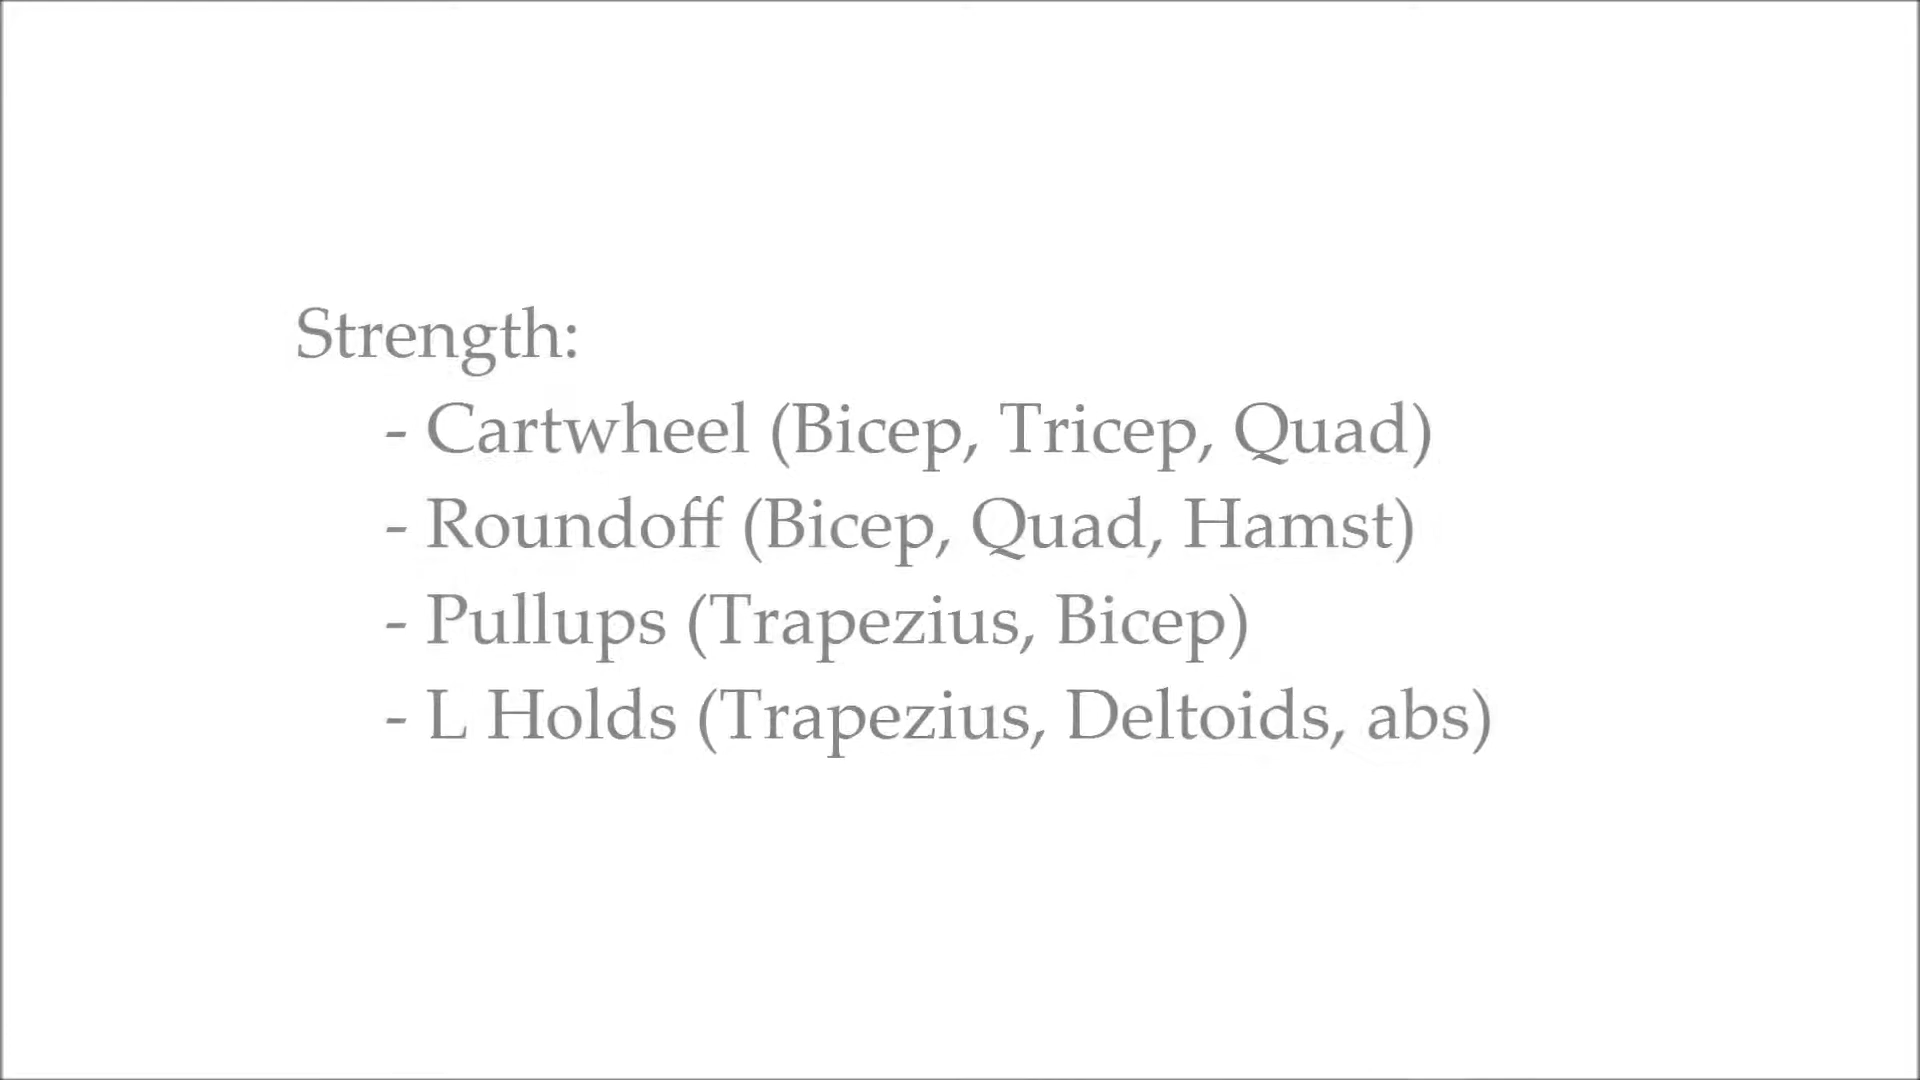 Strength:
- Cartwheel (Bicep, Tricep, Quad)
- Roundoff (Bicep, Quad, Hamst)
- Pullups (Trapezius, Bicep)
- L Holds (Trapezius, Deltoids, abs)